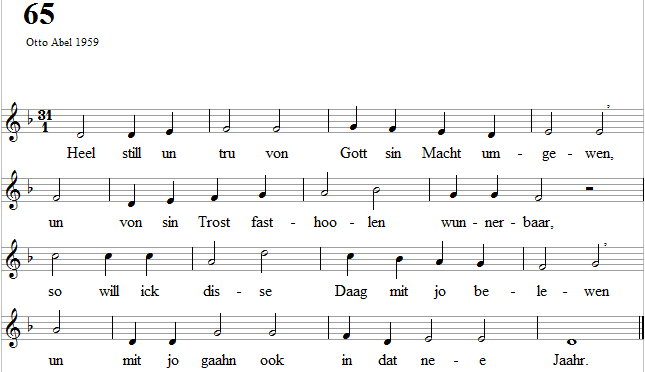 65
Otto Abel 1959
31
1
Heel still un tru von Gott sin Macht um - ge - wen,
un von sin Trost fast - hoo - len wun - ner - baar,
so will ick dis - se Daag mit jo be - le - wen
un mit jo gaahn ook in dat ne - e Jaahr.